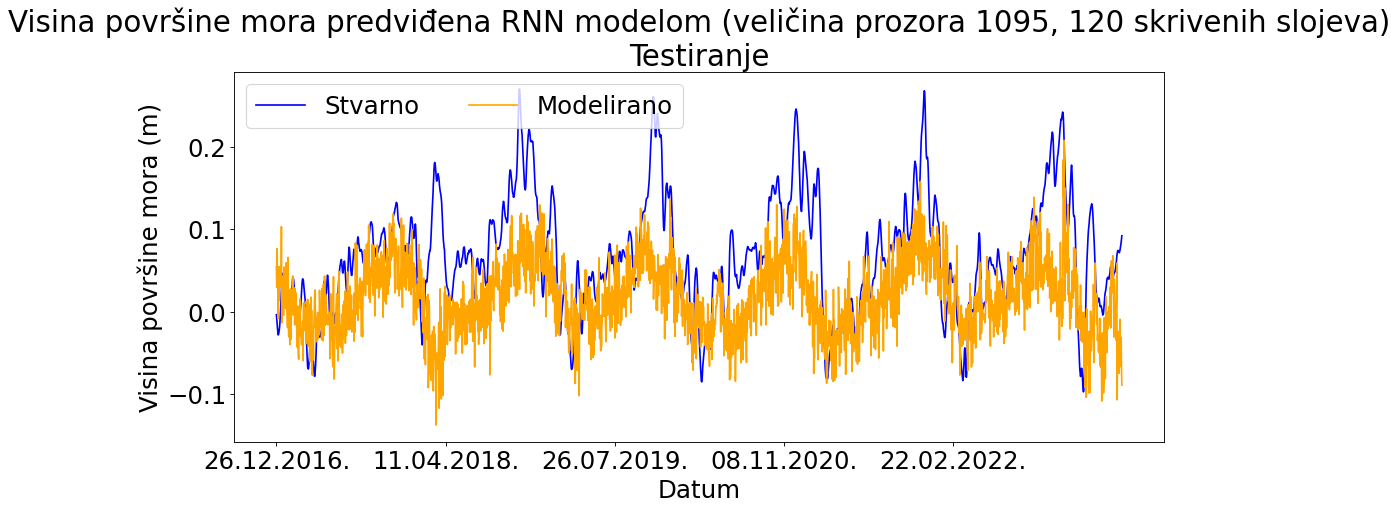 Visina površine mora predviđena RNN modelom (veličina prozora 1095, 120 skrivenih slojeva)
Testiranje
Stvarno Modelirano
Visina površine mora (m)
0.2
0.1
0.0
−0.1
26.12.2016. 11.04.2018. 26.07.2019. 08.11.2020. 22.02.2022.
Datum